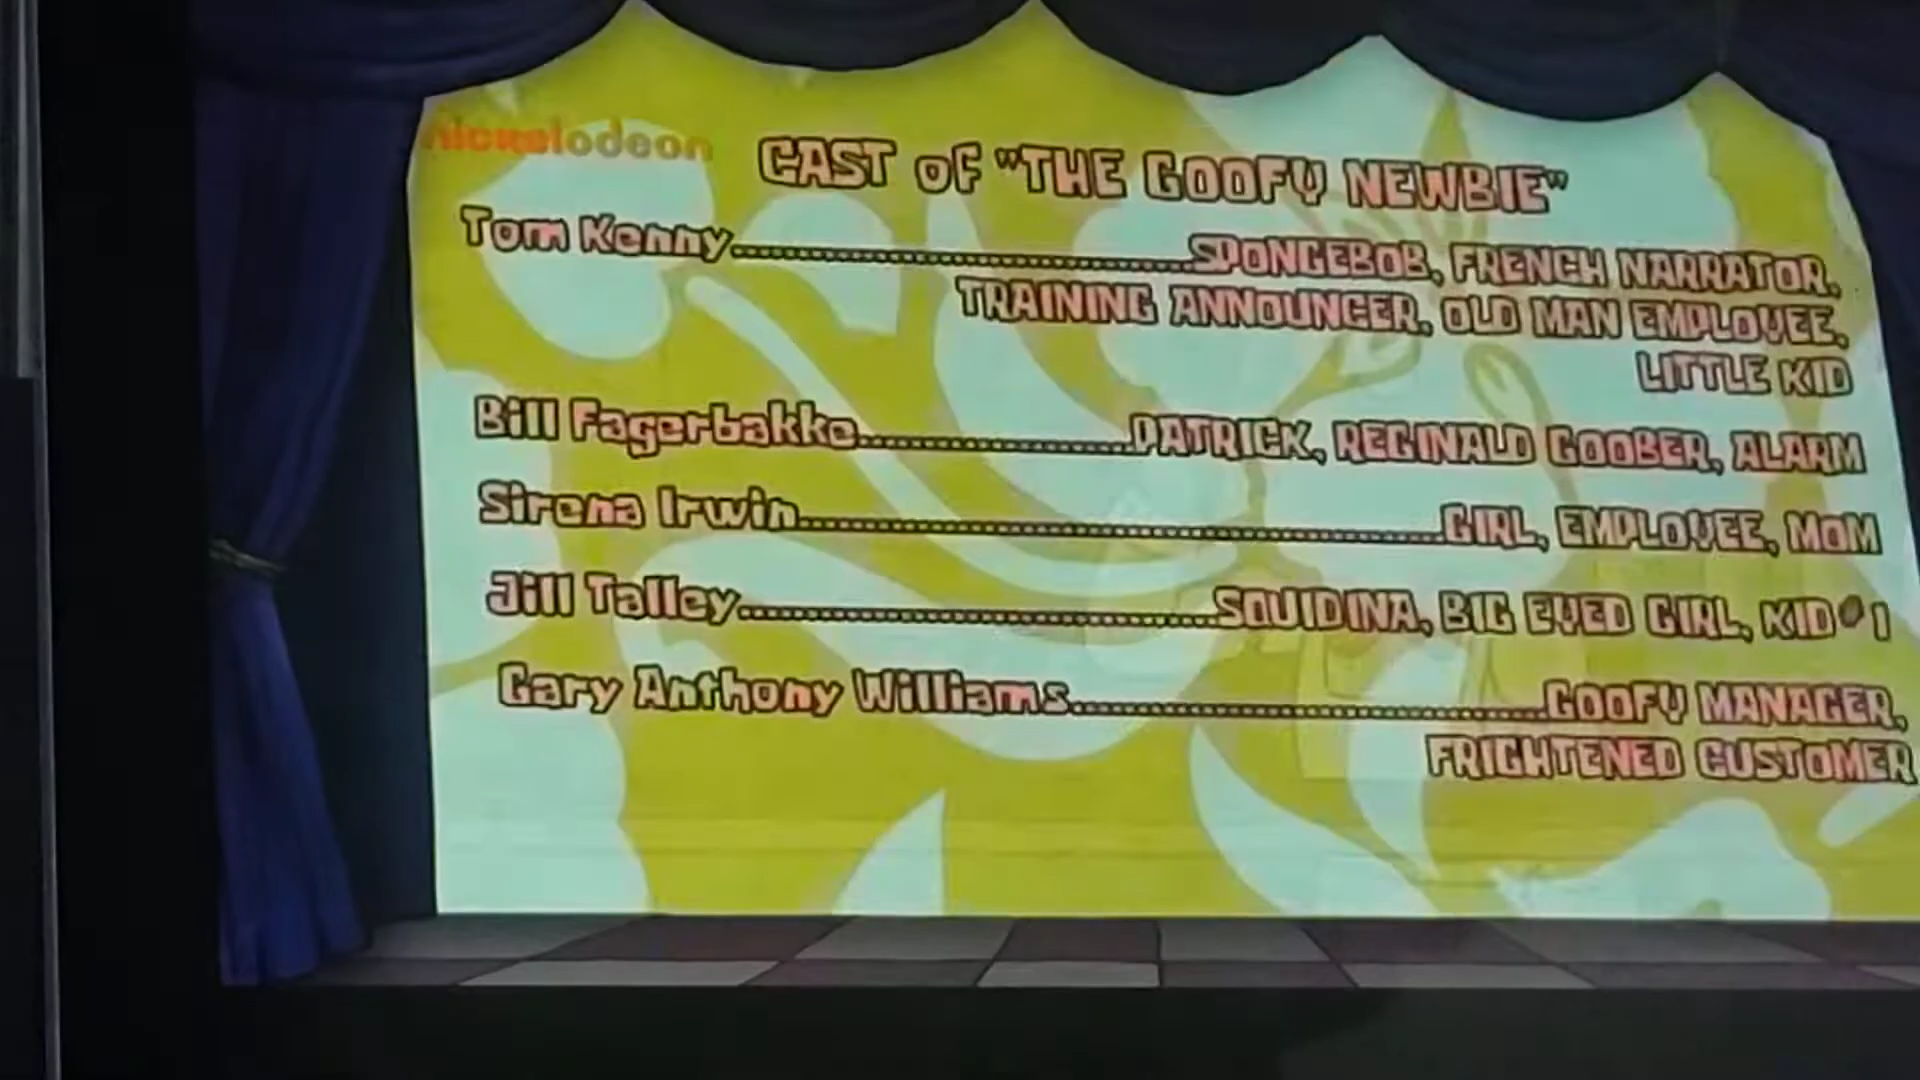 nickelodeon
CAST OF "THE GOOFY NEWBIE"
Tom Kenny..............................SPONGEBOB, FRENCH NARRATOR,
TRAINING ANNOUNCER, OLD MAN EMPLOYEE,
LITTLE KID
Bill Fagerbakke..................PATRICK, REGINALD GOOBER, ALARM
Sirena Irwin..........................................GIRL, EMPLOYEE, MOM
Jill Talley...............................SQUIDINA, BIG EYED GIRL, KID # 1
Gary Anthony Williams...............................GOOFY MANAGER,
FRIGHTENED CUSTOMER